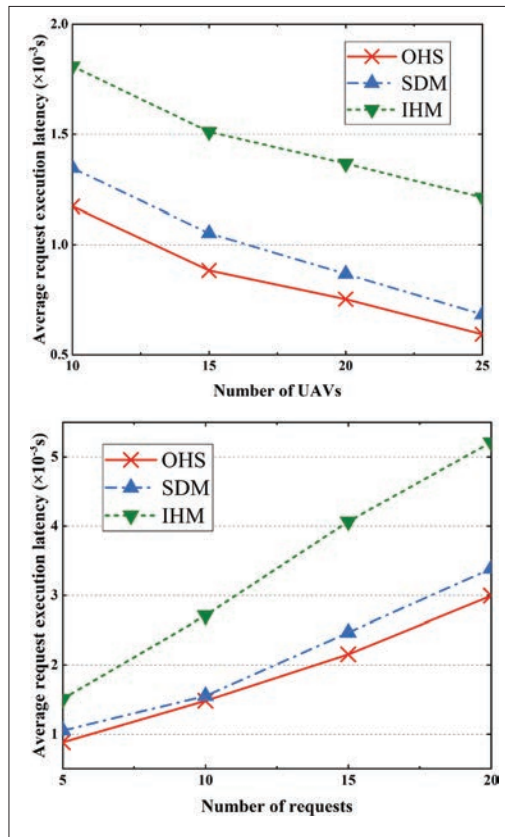 Average request execution latency (×10⁻³s)
2.0
1.5
1.0
0.5
OHS
SDM
IHM
10 15 20 25
Number of UAVs
Average request execution latency (×10⁻³s)
5
4
3
2
1
OHS
SDM
IHM
5 10 15 20
Number of requests